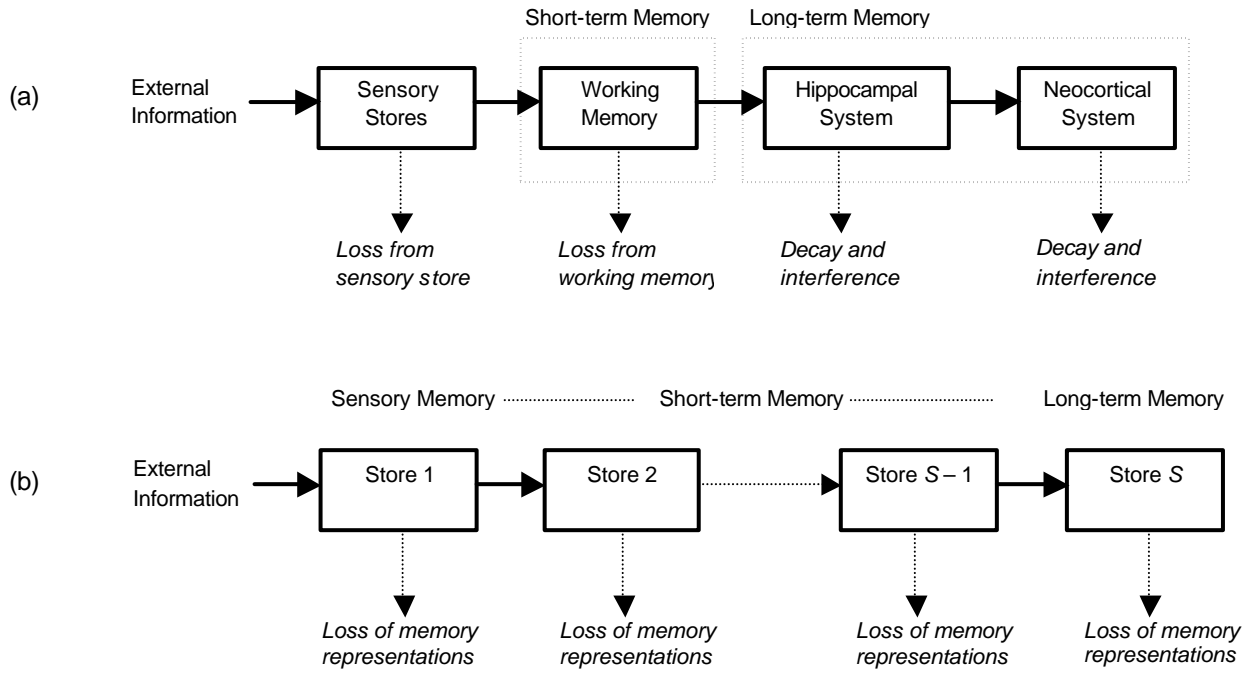 Short-term Memory
Long-term Memory
(a)
External
Information
Sensory
Stores
Working
Memory
Hippocampal
System
Neocortical
System
Loss from
sensory store
Loss from
working memory
Decay and
interference
Decay and
interference
Sensory Memory
Short-term Memory
Long-term Memory
(b)
External
Information
Store 1
Store 2
Store S – 1
Store S
Loss of memory
representations
Loss of memory
representations
Loss of memory
representations
Loss of memory
representations